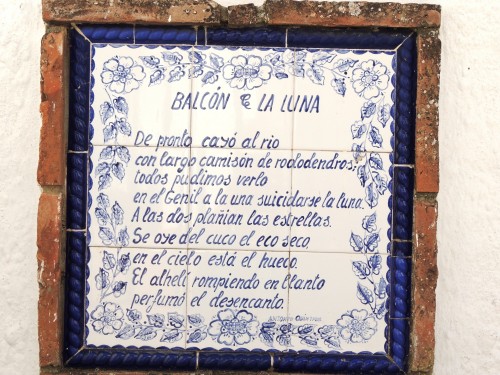 BALCÓN DE LA LUNA
De pronto cayó al río
con largo camisón de rododendros;
todos pudimos verlo
en el Genil a la una suicidarse la luna.
A las dos plañían las estrellas.
Se oye del cuco el eco seco,
en el cielo está el hueco.
El alhelí rompiendo en llanto
perfumó el desencanto.